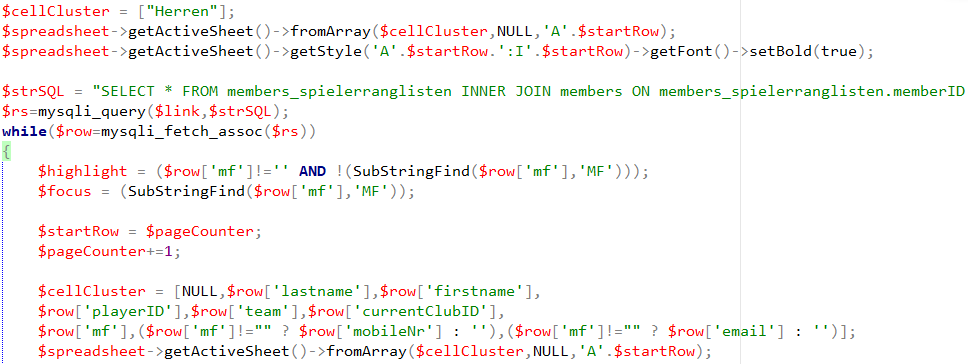 $cellCluster = ["Herren"];
$spreadsheet->getActiveSheet()->fromArray($cellCluster,NULL,'A'.$startRow);
$spreadsheet->getActiveSheet()->getStyle('A'.$startRow.':I'.$startRow)->getFont()->setBold(true);
$strSQL = "SELECT * FROM members_spielerranglisten INNER JOIN members ON members_spielerranglisten.memberID
$rs=mysqli_query($link,$strSQL);
while($row=mysqli_fetch_assoc($rs))
{
$highlight = ($row['mf']!='' AND !(SubStringFind($row['mf'],'MF')));
$focus = (SubStringFind($row['mf'],'MF'));
$startRow = $pageCounter;
$pageCounter+=1;
$cellCluster = [NULL,$row['lastname'],$row['firstname'],
$row['playerID'],$row['team'],$row['currentClubID'],
$row['mf'],($row['mf']!="" ? $row['mobileNr'] : ''),($row['mf']!="" ? $row['email'] : '')];
$spreadsheet->getActiveSheet()->fromArray($cellCluster,NULL,'A'.$startRow);